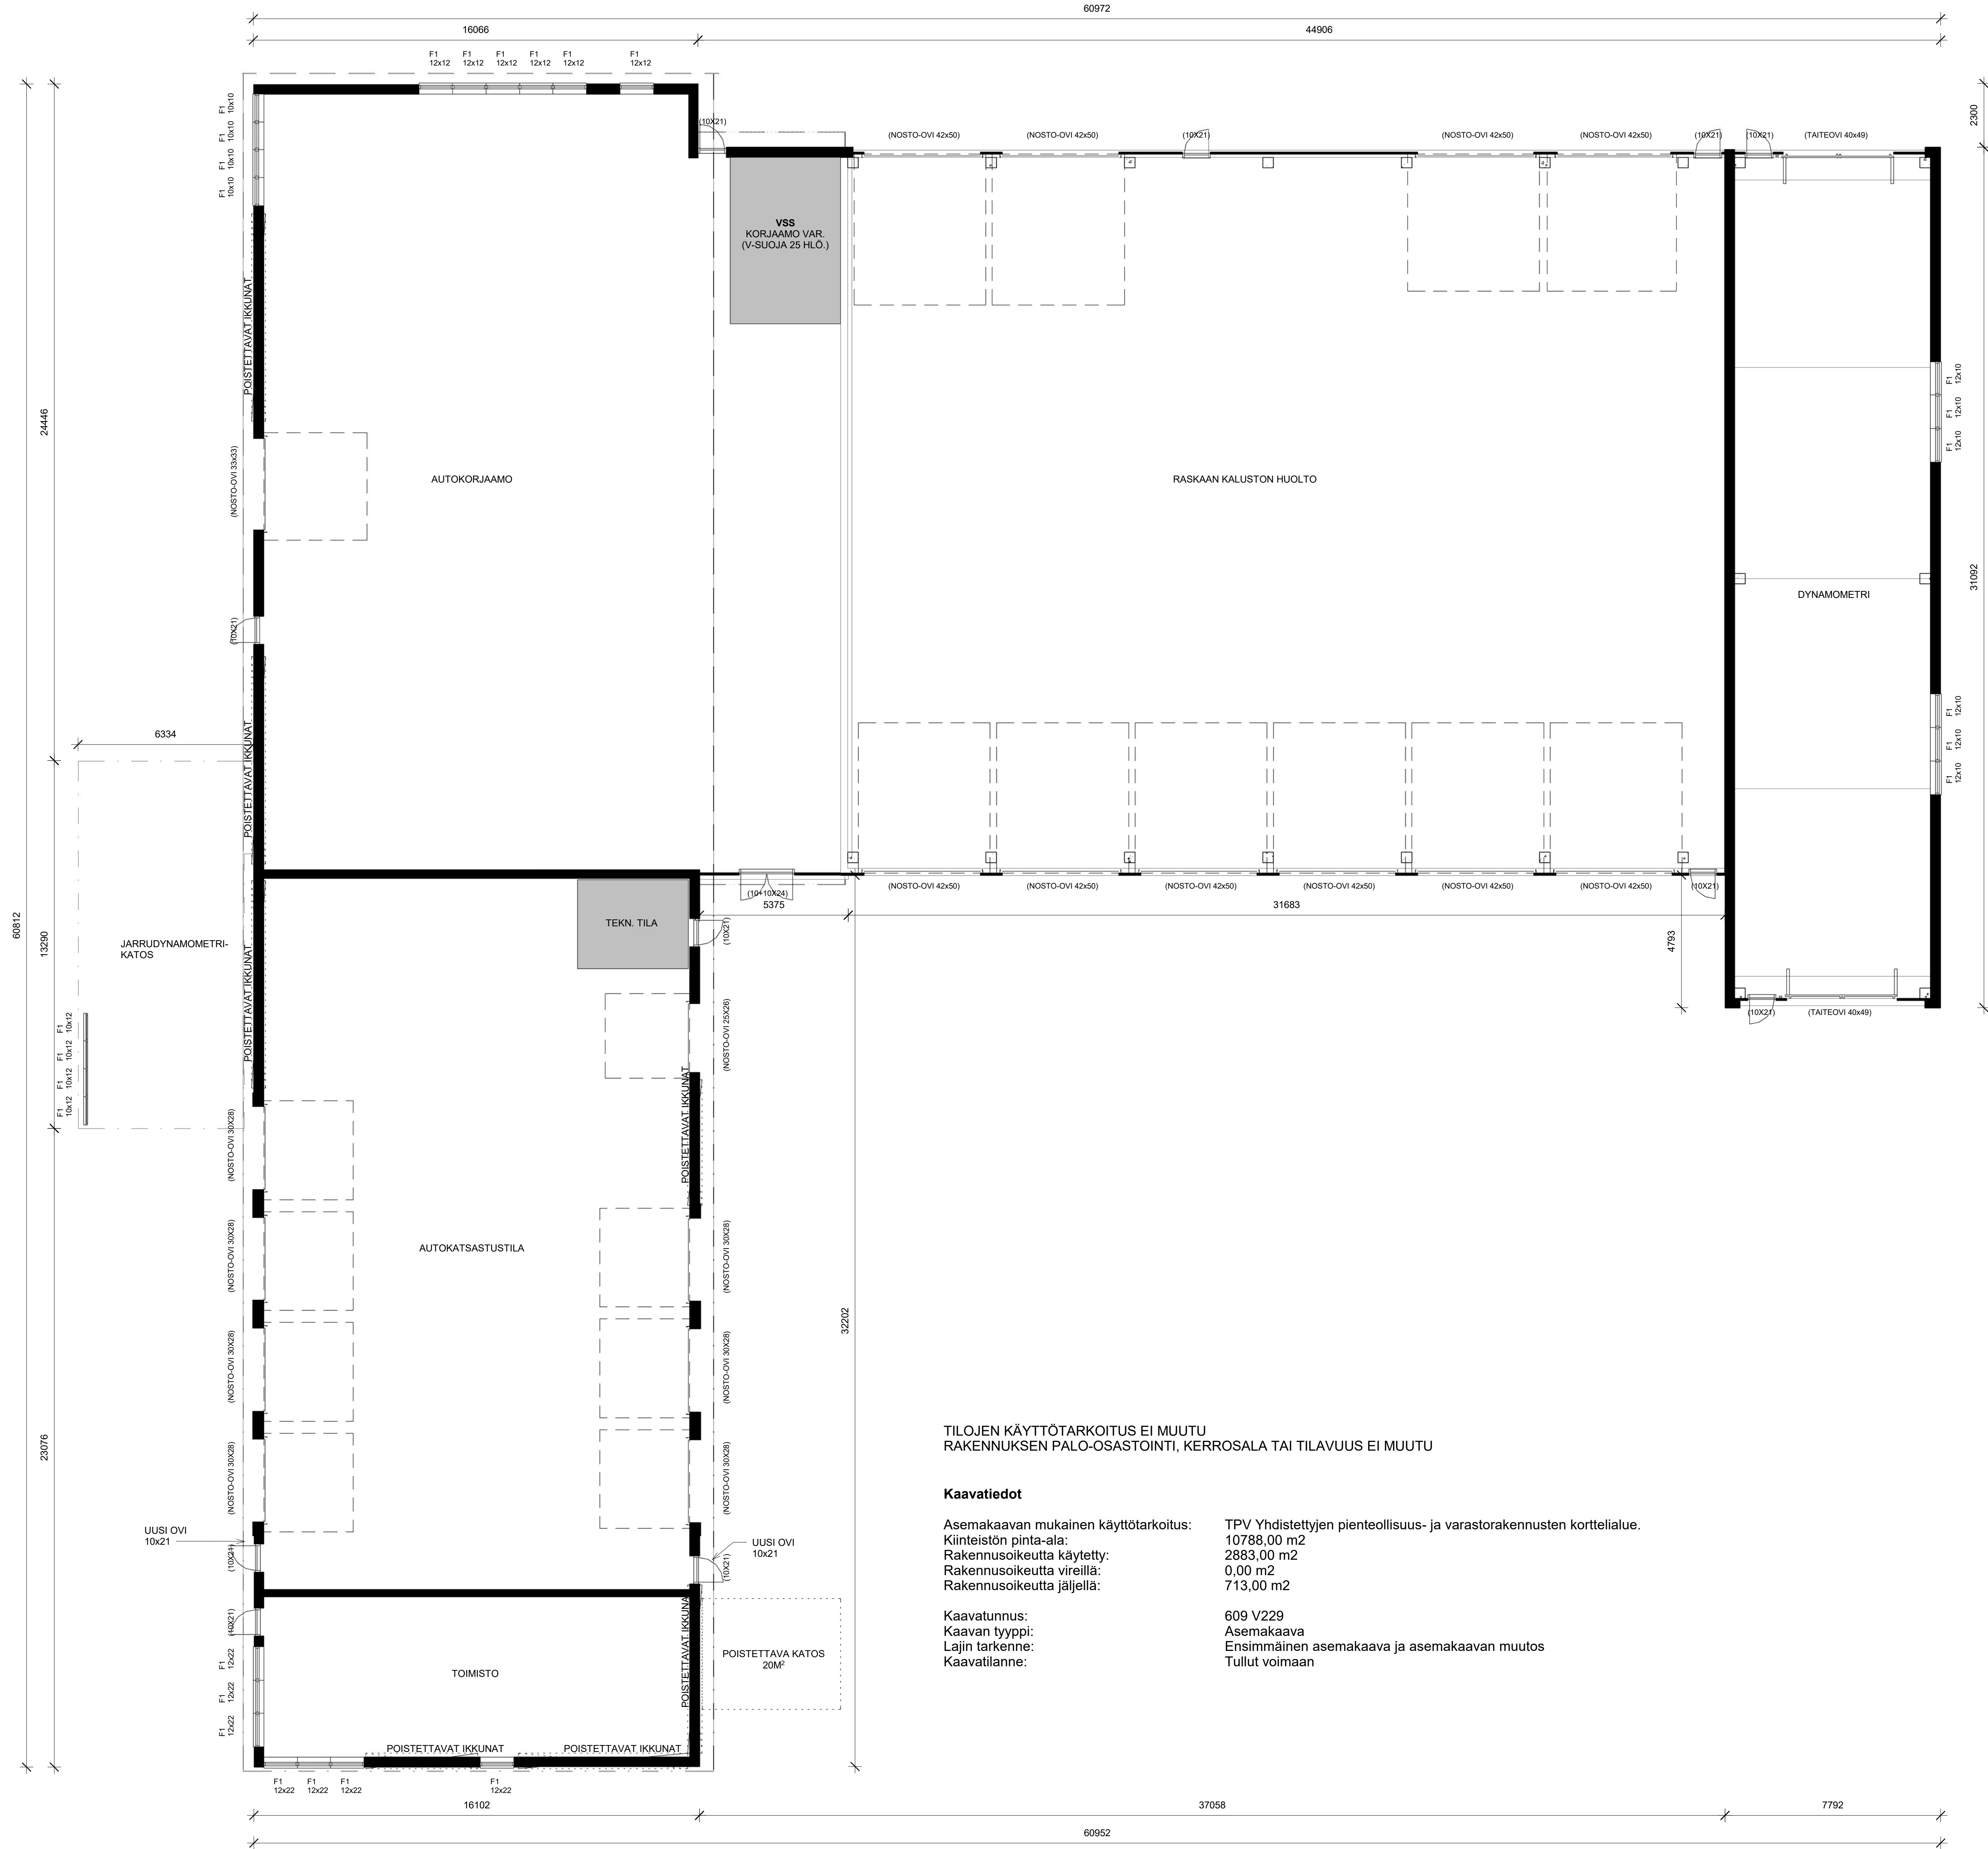 60972
16066
44906
F1
12x12
F1
12x12
F1
12x12
F1
12x12
F1
12x12
F1
12x12
F1
10x10
F1
10x10
F1
10x10
F1
10x10
(10X21)
(NOSTO-OVI 42x50)
(NOSTO-OVI 42x50)
(10X21)
(NOSTO-OVI 42x50)
(NOSTO-OVI 42x50)
(10X21)
(10X21)
(TAITEOVI 40x49)
2300
VSS
KORJAAMO VAR.
(V-SUOJA 25 HLÖ.)
POISTETTAVAT IKKUNAT
24446
(NOSTO-OVI 33x33)
AUTOKORJAAMO
RASKAAN KALUSTON HUOLTO
F1
12x10
F1
12x10
F1
12x10
31092
DYNAMOMETRI
(10X21)
F1
12x10
F1
12x10
F1
12x10
6334
POISTETTAVAT IKKUNAT
(10+10X24)
(NOSTO-OVI 42x50)
(NOSTO-OVI 42x50)
(NOSTO-OVI 42x50)
(NOSTO-OVI 42x50)
(NOSTO-OVI 42x50)
(NOSTO-OVI 42x50)
(10X21)
5375
31683
4793
60812
13290
JARRUDYNAMOMETRI-
KATOS
POISTETTAVAT IKKUNAT
TEKN. TILA
(10X21)
(10X21)
(TAITEOVI 40x49)
F1
10x12
F1
10x12
F1
10x12
F1
10x12
(NOSTO-OVI 25X26)
POISTETTAVAT IKKUNAT
(NOSTO-OVI 30X28)
AUTOKATSASTUSTILA
(NOSTO-OVI 30X28)
(NOSTO-OVI 30X28)
32202
(NOSTO-OVI 30X28)
(NOSTO-OVI 30X28)
23076
(NOSTO-OVI 30X28)
(NOSTO-OVI 30X28)
TILOJEN KÄYTTÖTARKOITUS EI MUUTU
RAKENNUKSEN PALO-OSASTOINTI, KERROSALA TAI TILAVUUS EI MUUTU
Kaavatiedot
Asemakaavan mukainen käyttötarkoitus: TPV Yhdistettyjen pienteollisuus- ja varastorakennusten korttelialue.
Kiinteistön pinta-ala: 10788,00 m2
Rakennusoikeutta käytetty: 2883,00 m2
Rakennusoikeutta vireillä: 0,00 m2
Rakennusoikeutta jäljellä: 713,00 m2
Kaavatunnus: 609 V229
Kaavan tyyppi: Asemakaava
Lajin tarkenne: Ensimmäinen asemakaava ja asemakaavan muutos
Kaavatilanne: Tullut voimaan
UUSI OVI
10x21
(10X21)
UUSI OVI
10x21
(10X21)
(10X21)
F1
12x22
F1
12x22
F1
12x22
TOIMISTO
POISTETTAVAT IKKUNAT
POISTETTAVA KATOS
20M²
POISTETTAVAT IKKUNAT
POISTETTAVAT IKKUNAT
F1
12x22
F1
12x22
F1
12x22
F1
12x22
16102
37058
7792
60952